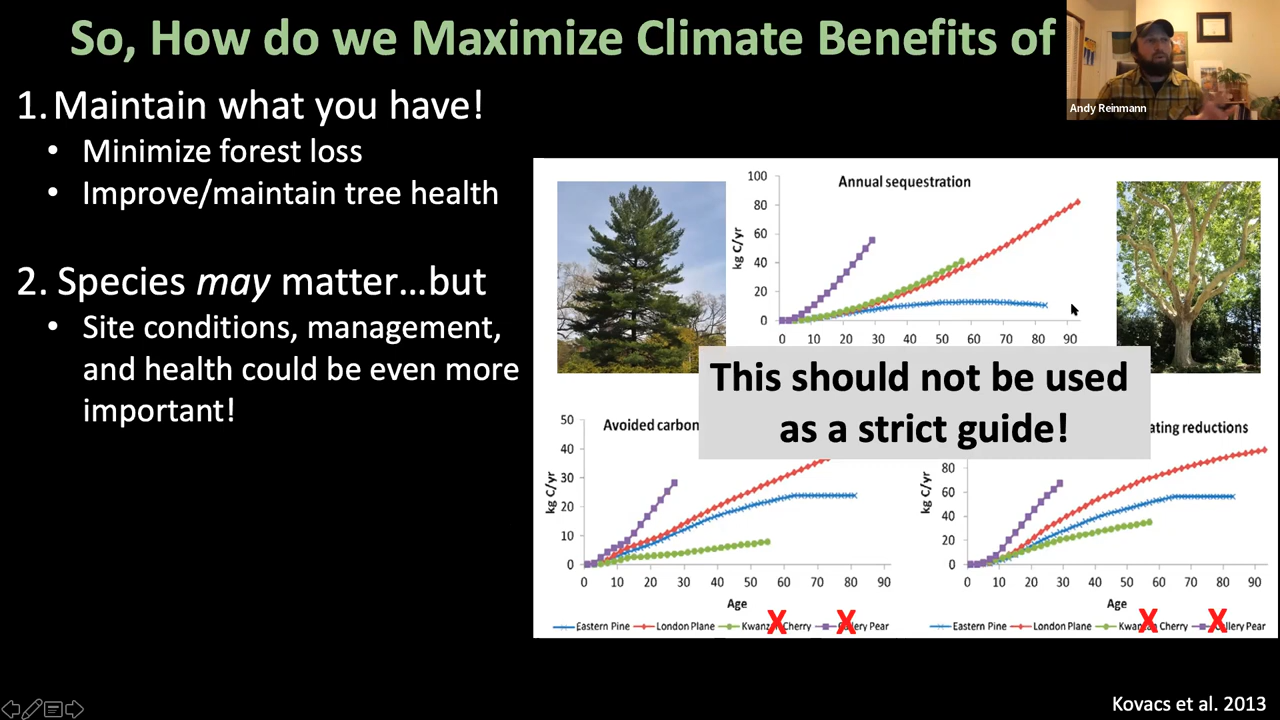 So, How do we Maximize Climate Benefits of
Andy Reinmann
1. Maintain what you have!
• Minimize forest loss
• Improve/maintain tree health
2. Species may matter...but
• Site conditions, management,
and health could be even more
important!
Annual sequestration
kg C/yr
100
80
60
40
20
0
0 10 20 30 40 50 60 70 80 90
This should not be used
as a strict guide!
Avoided carbon
kg C/yr
50
40
30
20
10
0
0 10 20 30 40 50 60 70 80 90
Age
X X
Eastern Pine London Plane Kwanzan Cherry Pear
ating reductions
kg C/yr
80
60
40
20
0
0 10 20 30 40 50 60 70 80 90
Age
X X
Eastern Pine London Plane Cherry Pear
Kovacs et al. 2013